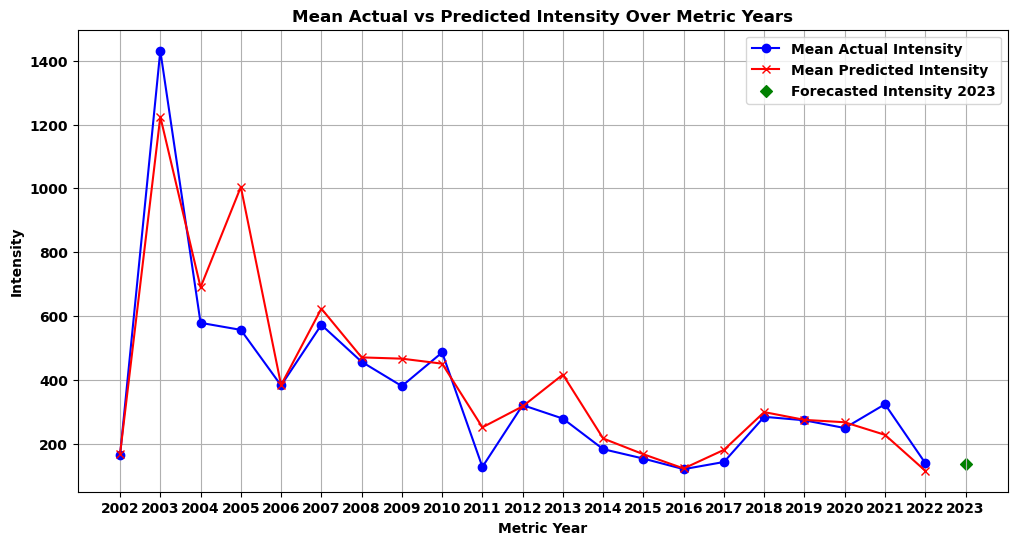 Mean Actual vs Predicted Intensity Over Metric Years
Mean Actual Intensity
Mean Predicted Intensity
Forecasted Intensity 2023
1400
1200
1000
800
600
400
200
Intensity
2002 2003 2004 2005 2006 2007 2008 2009 2010 2011 2012 2013 2014 2015 2016 2017 2018 2019 2020 2021 2022 2023
Metric Year